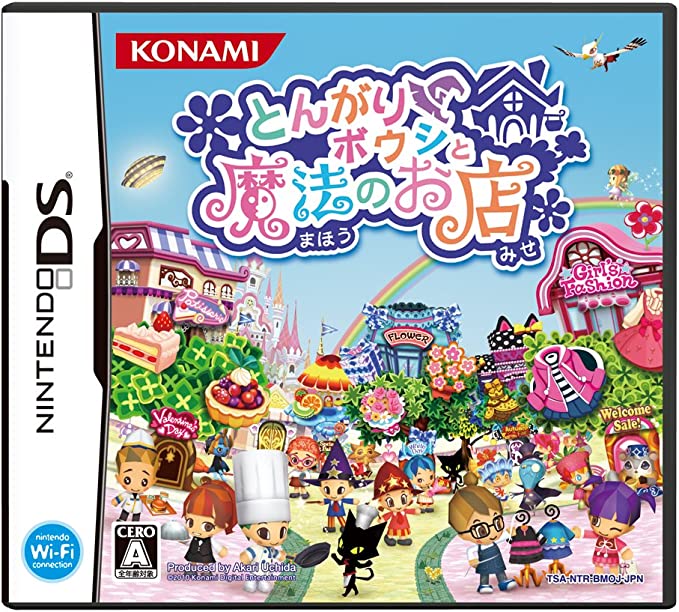 KONAMI
とんがり
ボウシと
魔法のお店
まほう
みせ
NINTENDO DS®
Patisserie
Girl's
Fashion
FLOWER
Valentine's
Day
Welcome
Sale!
nintendo
Wi-Fi
connection
CERO
A
全年齢対象
Produced by Akari Uchida
©2010 Konami Digital Entertainment
TSA-NTR-BMOJ-JPN